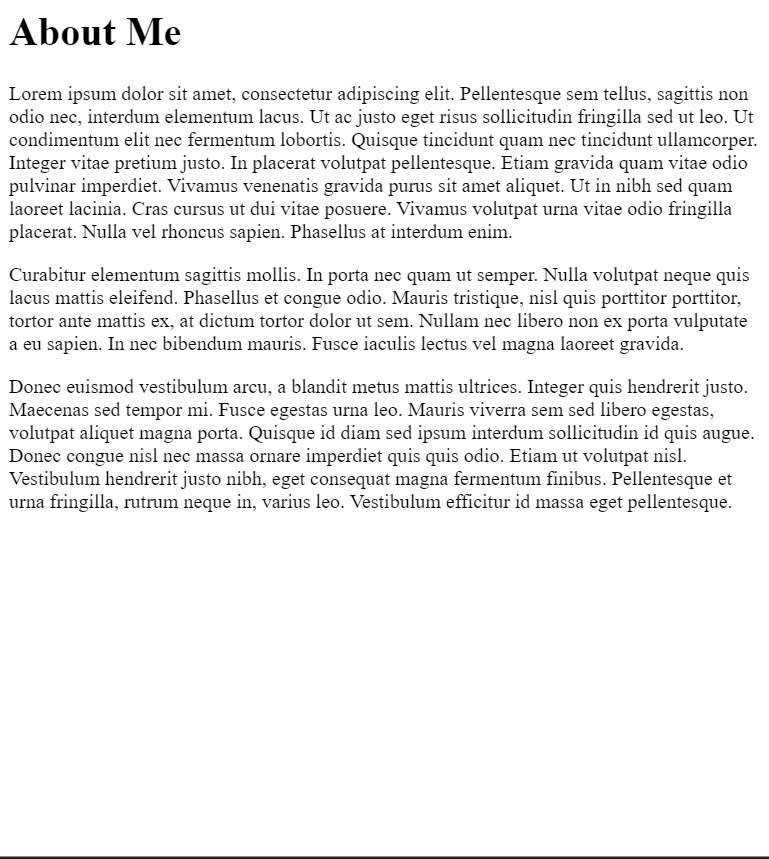 About Me
Lorem ipsum dolor sit amet, consectetur adipiscing elit. Pellentesque sem tellus, sagittis non
odio nec, interdum elementum lacus. Ut ac justo eget risus sollicitudin fringilla sed ut leo. Ut
condimentum elit nec fermentum lobortis. Quisque tincidunt quam nec tincidunt ullamcorper.
Integer vitae pretium justo. In placerat volutpat pellentesque. Etiam gravida quam vitae odio
pulvinar imperdiet. Vivamus venenatis gravida purus sit amet aliquet. Ut in nibh sed quam
laoreet lacinia. Cras cursus ut dui vitae posuere. Vivamus volutpat urna vitae odio fringilla
placerat. Nulla vel rhoncus sapien. Phasellus at interdum enim.
Curabitur elementum sagittis mollis. In porta nec quam ut semper. Nulla volutpat neque quis
lacus mattis eleifend. Phasellus et congue odio. Mauris tristique, nisl quis porttitor porttitor,
tortor ante mattis ex, at dictum tortor dolor ut sem. Nullam nec libero non ex porta vulputate
a eu sapien. In nec bibendum mauris. Fusce iaculis lectus vel magna laoreet gravida.
Donec euismod vestibulum arcu, a blandit metus mattis ultrices. Integer quis hendrerit justo.
Maecenas sed tempor mi. Fusce egestas urna leo. Mauris viverra sem sed libero egestas,
volutpat aliquet magna porta. Quisque id diam sed ipsum interdum sollicitudin id quis augue.
Donec congue nisl nec massa ornare imperdiet quis quis odio. Etiam ut volutpat nisl.
Vestibulum hendrerit justo nibh, eget consequat magna fermentum finibus. Pellentesque et
urna fringilla, rutrum neque in, varius leo. Vestibulum efficitur id massa eget pellentesque.